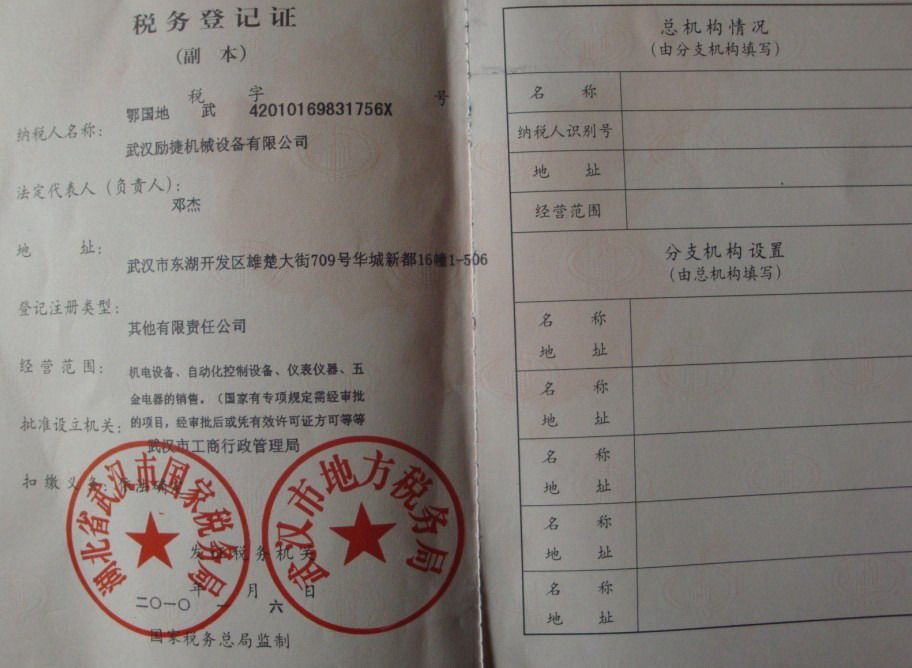 税务登记证
(副 本)
税 字 号
鄂国地 武 42010169831756X
纳税人名称:
武汉励捷机械设备有限公司
法定代表人(负责人):
邓杰
地 址:
武汉市东湖开发区雄楚大街709号华城新都16幢1-506
登记注册类型:
其他有限责任公司
经营范围:
机电设备、自动化控制设备、仪表仪器、五
金电器的销售。(国家有专项规定需经审批
的项目,经审批后或凭有效许可证方可等等
批准设立机关:
武汉市工商行政管理局
扣缴义务:
湖北省武汉市国家税务局
武汉市地方税务局
发证税务机关
年 月 日
二〇一〇 一 六
国家税务总局监制
总机构情况
(由分支机构填写)
名 称
纳税人识别号
地 址
经营范围
分支机构设置
(由总机构填写)
名 称
地 址
名 称
地 址
名 称
地 址
名 称
地 址
名 称
地 址